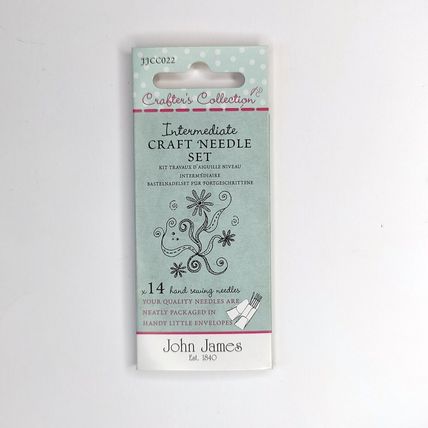 JJCC022
Crafter's Collection
Intermediate
CRAFT NEEDLE
SET
KIT TRAVAUX D'AIGUILLE NIVEAU
INTERMÉDIAIRE
BASTELNADELSET FÜR FORTGESCHRITTENE
x 14 hand sewing needles
YOUR QUALITY NEEDLES ARE
NEATLY PACKAGED IN
HANDY LITTLE ENVELOPES
John James
Est. 1840